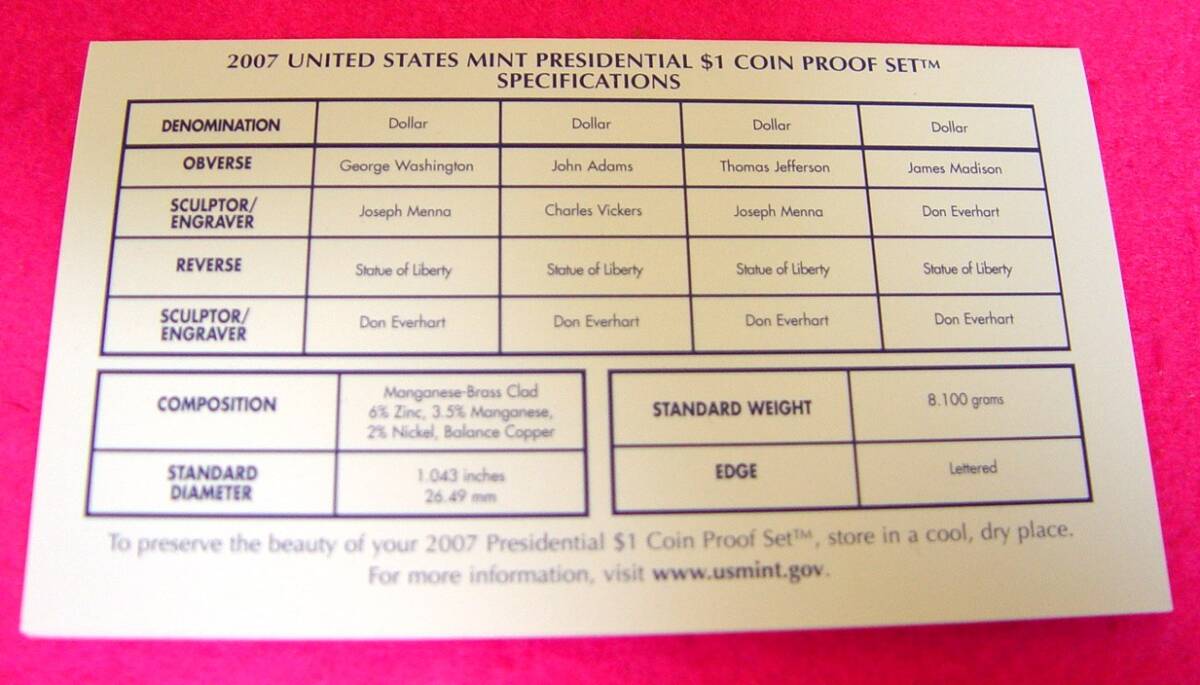 2007 UNITED STATES MINT PRESIDENTIAL $1 COIN PROOF SET™
SPECIFICATIONS
DENOMINATION Dollar Dollar Dollar Dollar
OBVERSE George Washington John Adams Thomas Jefferson James Madison
SCULPTOR/
ENGRAVER Joseph Menna Charles Vickers Joseph Menna Don Everhart
REVERSE Statue of Liberty Statue of Liberty Statue of Liberty Statue of Liberty
SCULPTOR/
ENGRAVER Don Everhart Don Everhart Don Everhart Don Everhart
COMPOSITION
Manganese-Brass Clad
6% Zinc, 3.5% Manganese,
2% Nickel, Balance Copper
STANDARD WEIGHT 8.100 grams
STANDARD
DIAMETER
1.043 inches
26.49 mm
EDGE Lettered
To preserve the beauty of your 2007 Presidential $1 Coin Proof Set™, store in a cool, dry place.
For more information, visit www.usmint.gov.